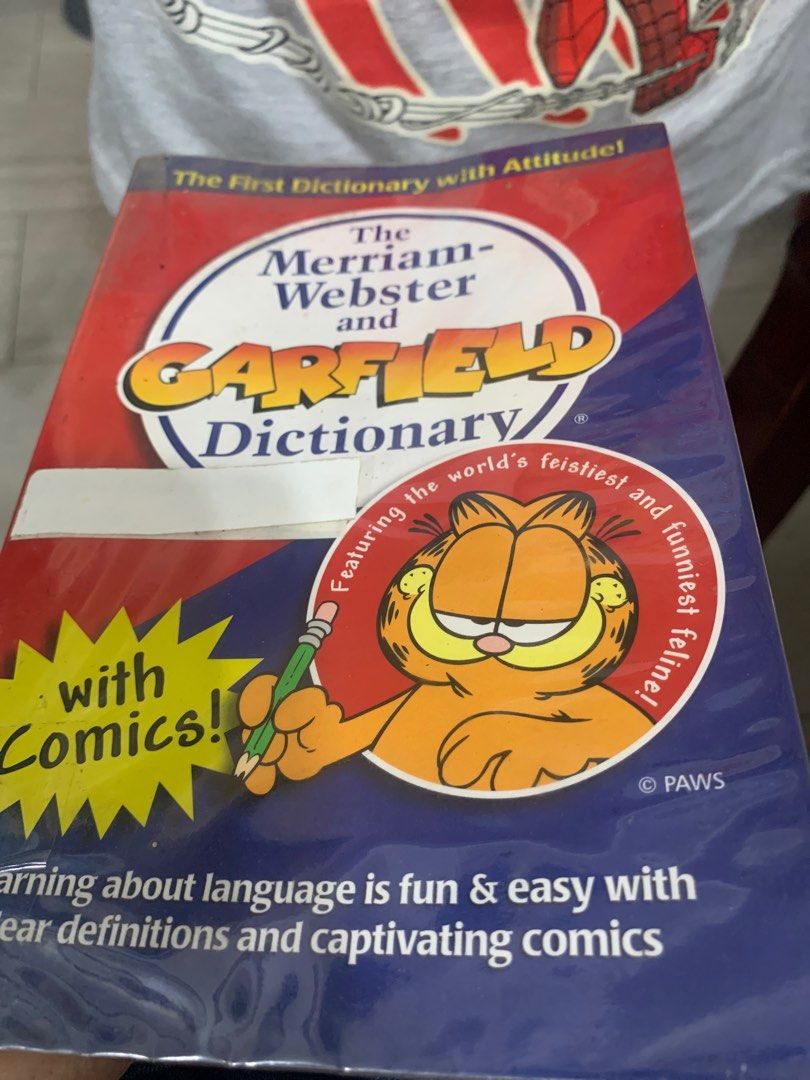 The First Dictionary with Attitude!
The
Merriam-
Webster
and
GARFIELD
Dictionary
®
Featuring the world's feistiest and funniest feline!
with
Comics!
© PAWS
arning about language is fun & easy with
ear definitions and captivating comics